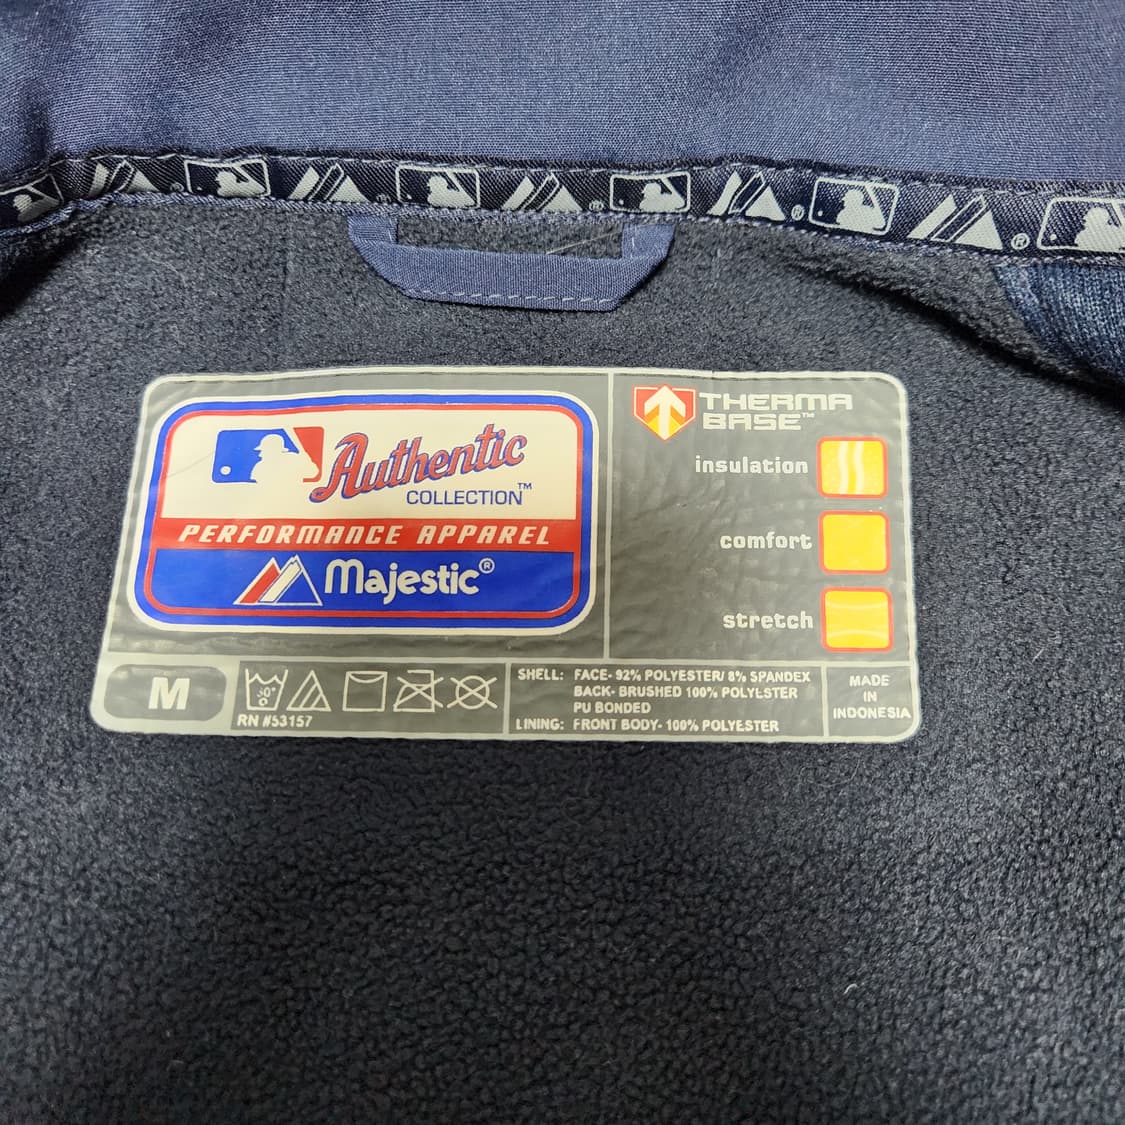 Authentic
COLLECTION™
PERFORMANCE APPAREL
Majestic®
THERMA
BASE™
insulation
comfort
stretch
M
30°
RN #53157
SHELL: FACE- 92% POLYESTER/ 8% SPANDEX
BACK- BRUSHED 100% POLYESTER
PU BONDED
LINING: FRONT BODY- 100% POLYESTER
MADE
IN
INDONESIA